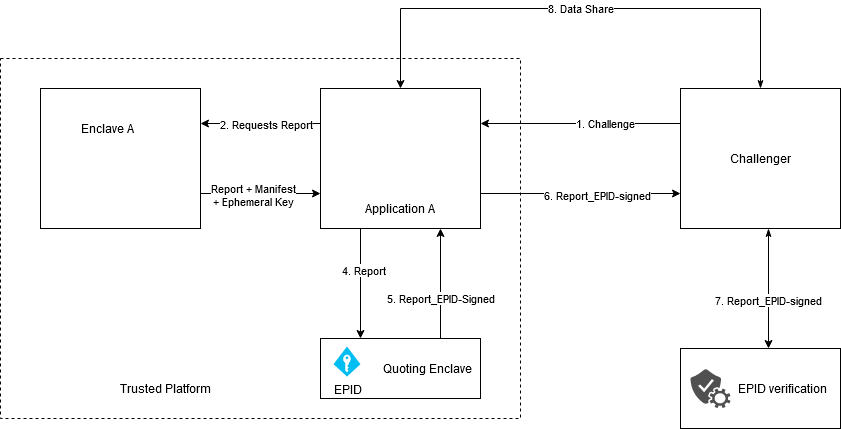 8. Data Share
Enclave A
2. Requests Report
1. Challenge
Challenger
Report + Manifest
+ Ephemeral Key
Application A
6. Report_EPID-signed
4. Report
5. Report_EPID-Signed
7. Report_EPID-signed
Quoting Enclave
EPID
Trusted Platform
EPID verification